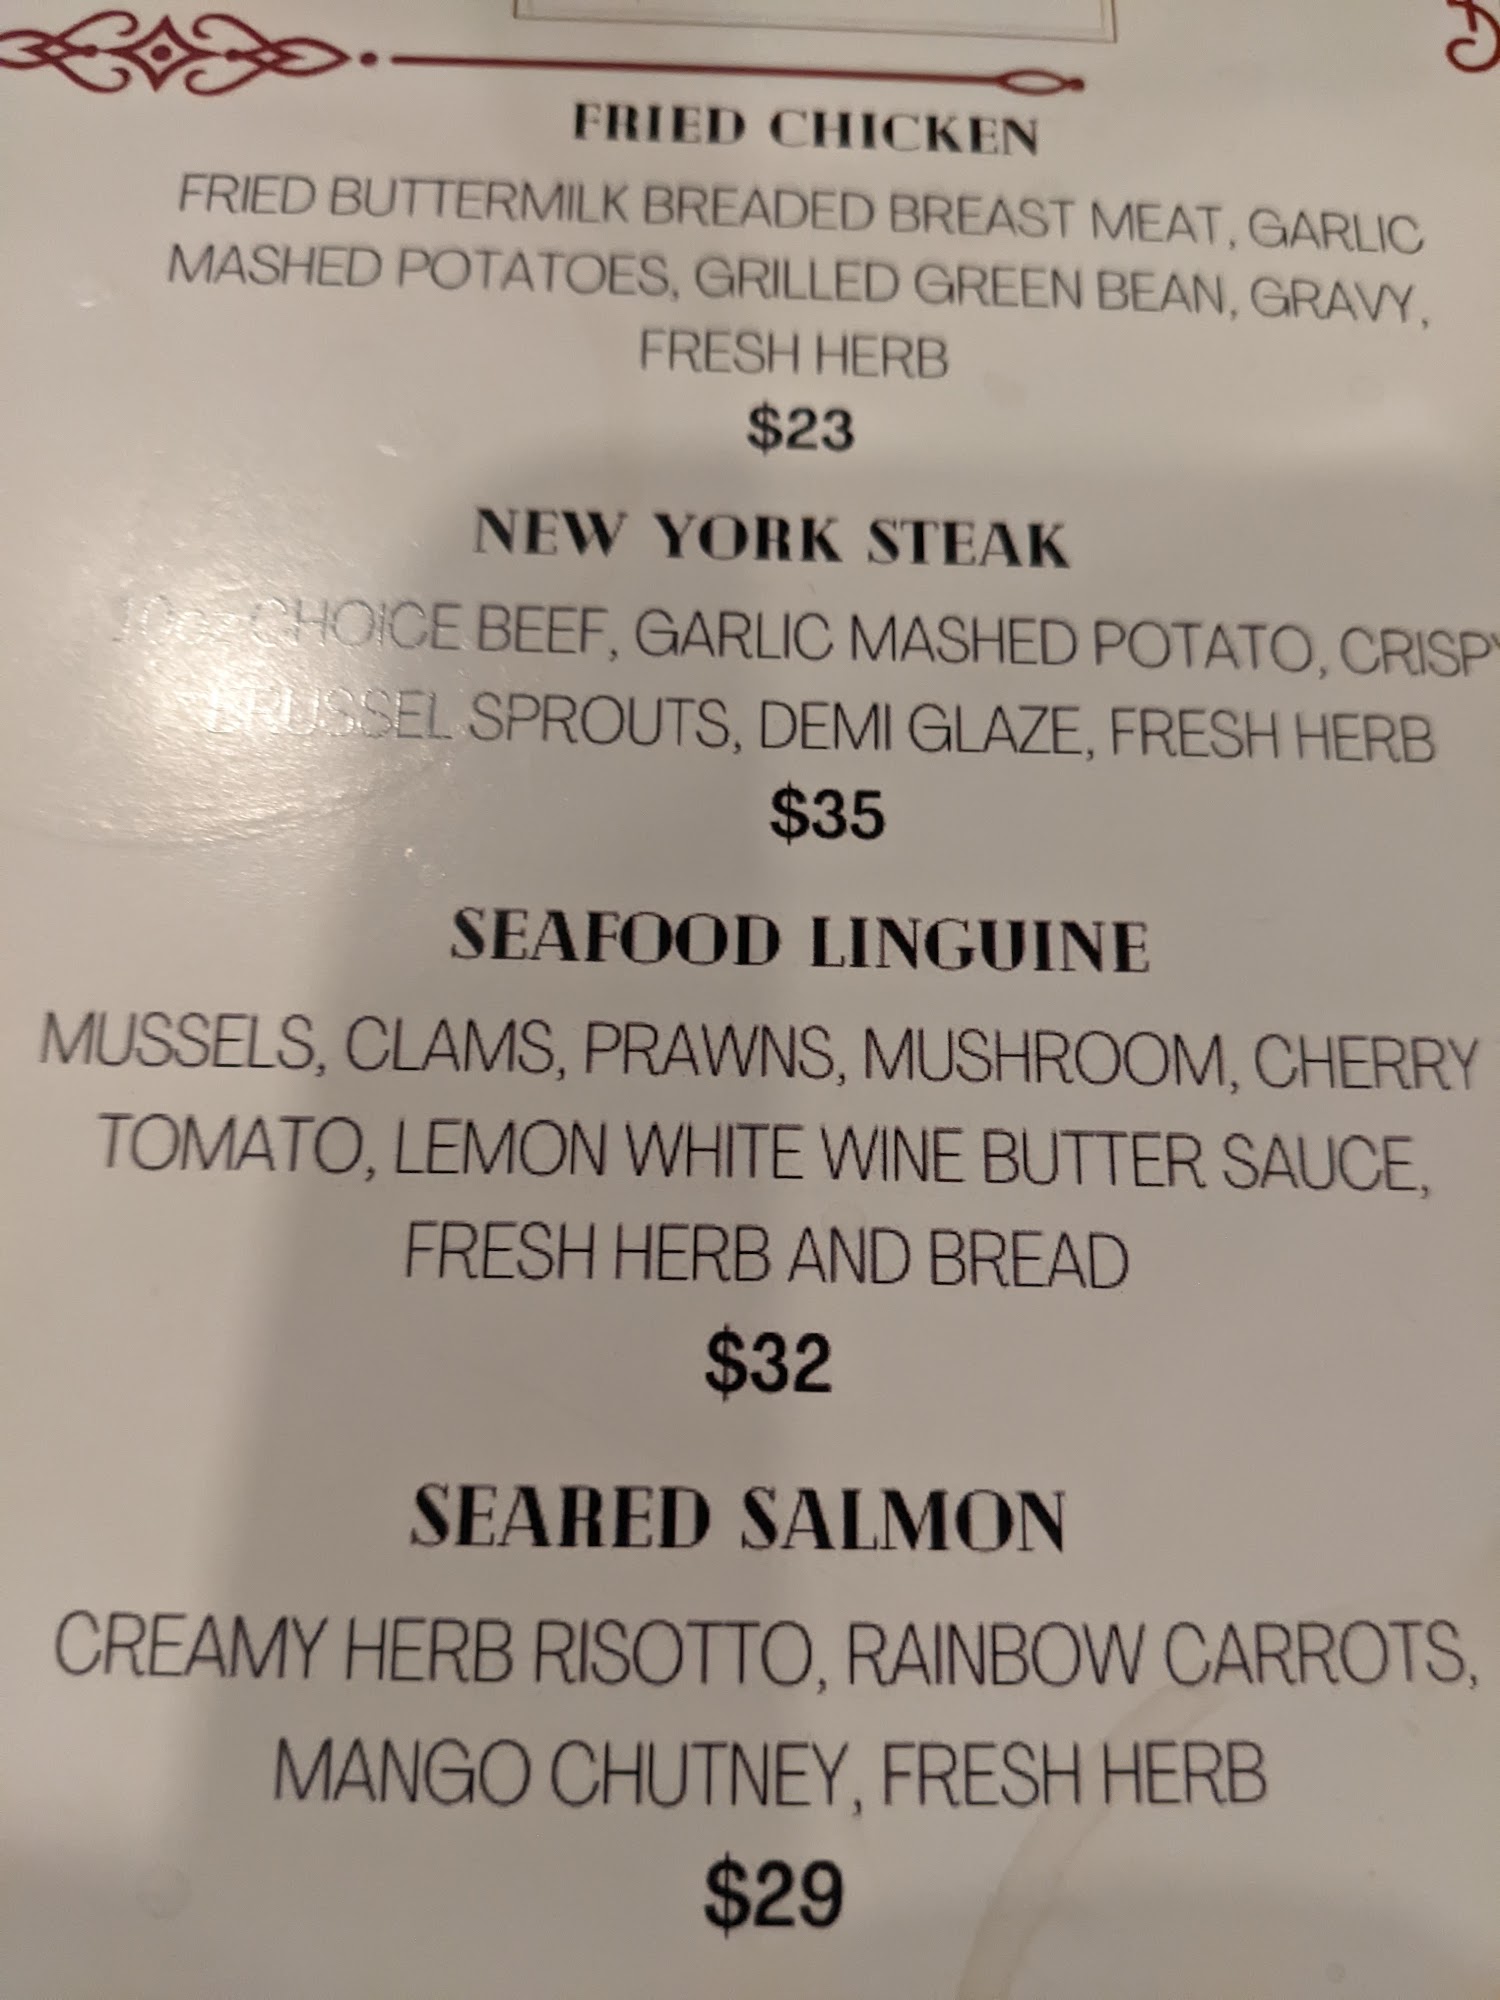 FRIED CHICKEN
FRIED BUTTERMILK BREADED BREAST MEAT, GARLIC
MASHED POTATOES, GRILLED GREEN BEAN, GRAVY,
FRESH HERB
$23
NEW YORK STEAK
10oz CHOICE BEEF, GARLIC MASHED POTATO, CRISPY
BRUSSEL SPROUTS, DEMI GLAZE, FRESH HERB
$35
SEAFOOD LINGUINE
MUSSELS, CLAMS, PRAWNS, MUSHROOM, CHERRY
TOMATO, LEMON WHITE WINE BUTTER SAUCE,
FRESH HERB AND BREAD
$32
SEARED SALMON
CREAMY HERB RISOTTO, RAINBOW CARROTS,
MANGO CHUTNEY, FRESH HERB
$29